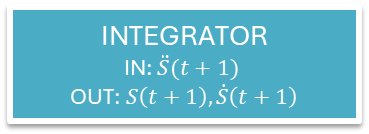 INTEGRATOR
IN: S̈(t + 1)
OUT: S(t + 1), Ṡ(t + 1)